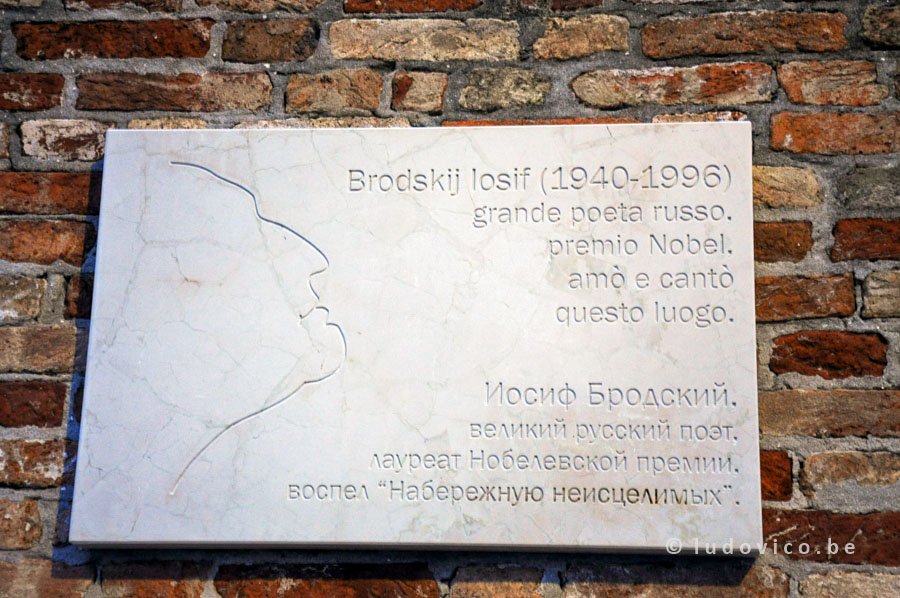 Brodskij Iosif (1940-1996)
grande poeta russo,
premio Nobel,
amò e cantò
questo luogo.
Иосиф Бродский,
великий русский поэт,
лауреат Нобелевской премии,
воспел “Набережную неисцелимых”.
© ludovico.be